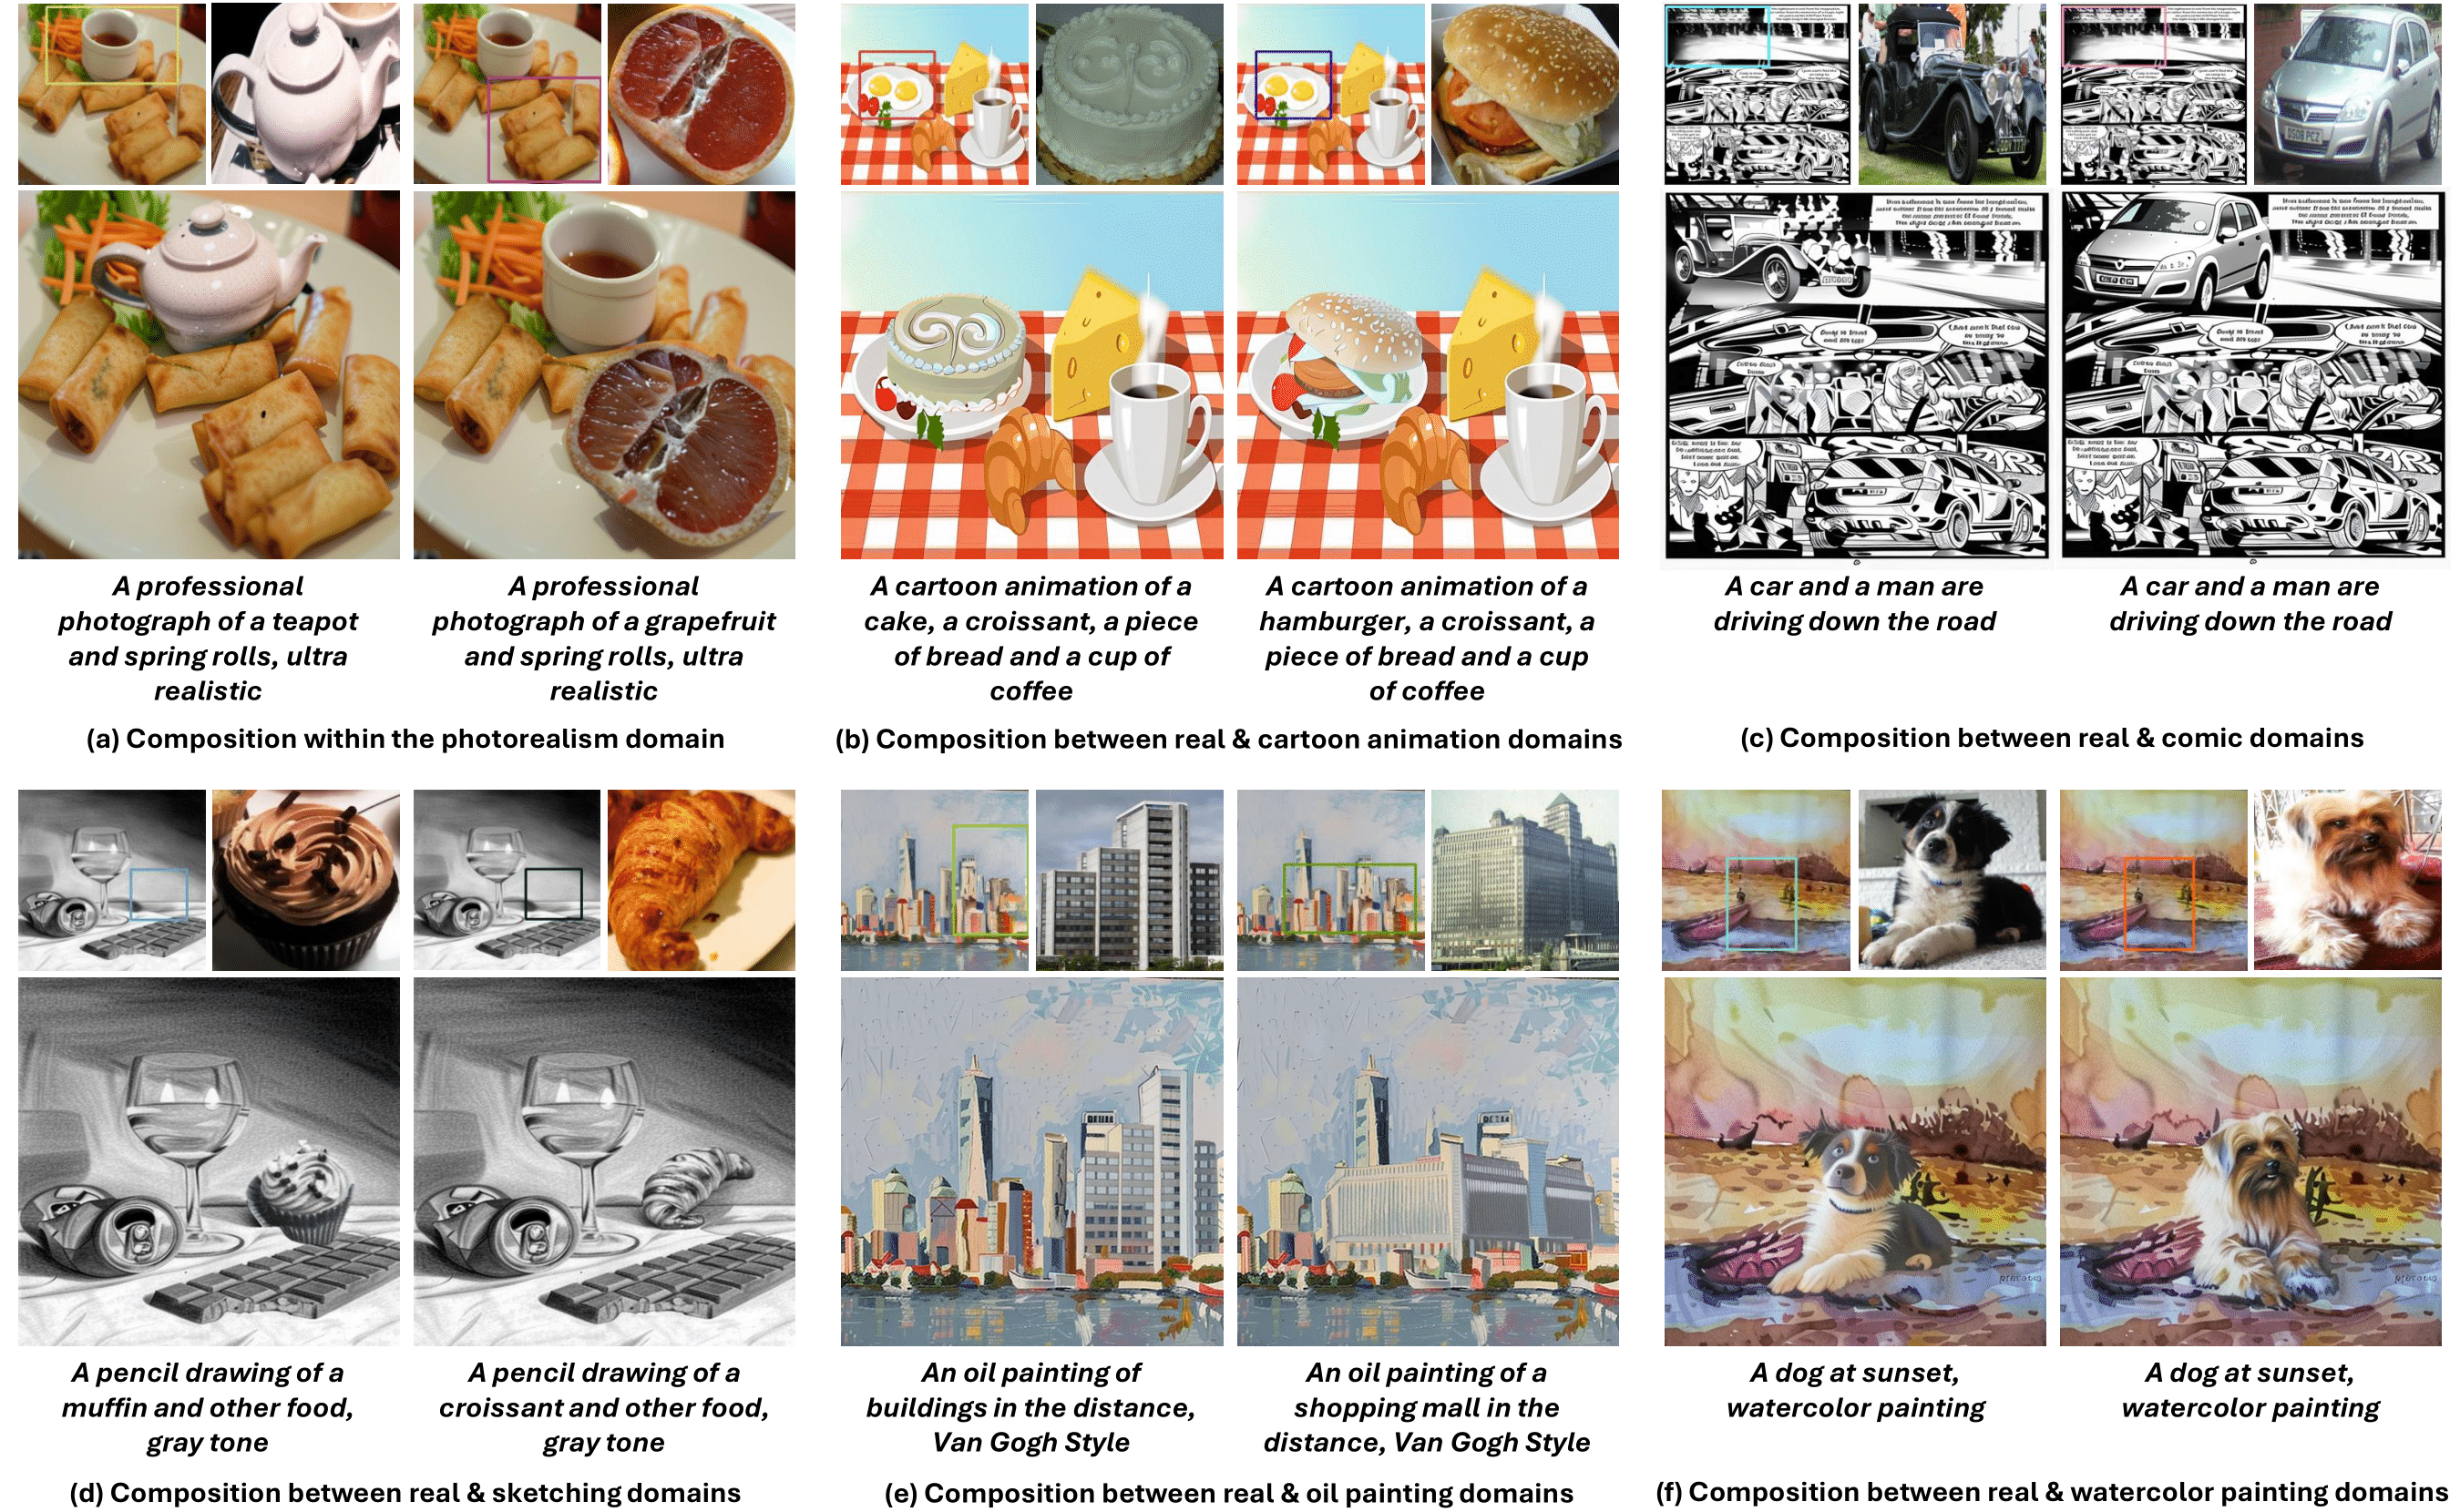 A professional
photograph of a teapot
and spring rolls, ultra
realistic
A professional
photograph of a grapefruit
and spring rolls, ultra
realistic
(a) Composition within the photorealism domain
A cartoon animation of a
cake, a croissant, a piece
of bread and a cup of
coffee
A cartoon animation of a
hamburger, a croissant, a
piece of bread and a cup
of coffee
(b) Composition between real & cartoon animation domains
A car and a man are
driving down the road
A car and a man are
driving down the road
(c) Composition between real & comic domains
A pencil drawing of a
muffin and other food,
gray tone
A pencil drawing of a
croissant and other food,
gray tone
(d) Composition between real & sketching domains
An oil painting of
buildings in the distance,
Van Gogh Style
An oil painting of a
shopping mall in the
distance, Van Gogh Style
(e) Composition between real & oil painting domains
A dog at sunset,
watercolor painting
A dog at sunset,
watercolor painting
(f) Composition between real & watercolor painting domains